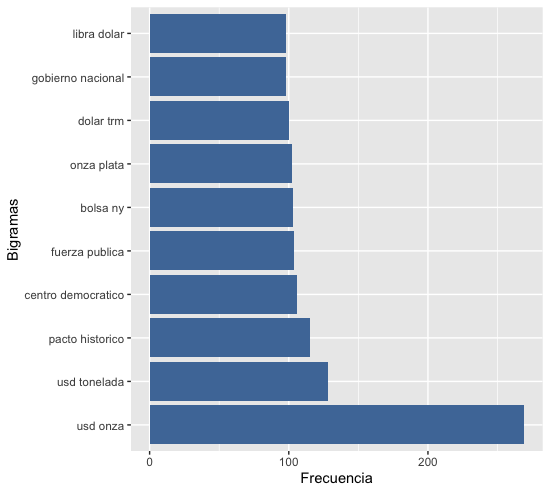 libra dolar
gobierno nacional
dolar trm
onza plata
bolsa ny
fuerza publica
centro democratico
pacto historico
usd tonelada
usd onza
Bigramas
0 100 200
Frecuencia